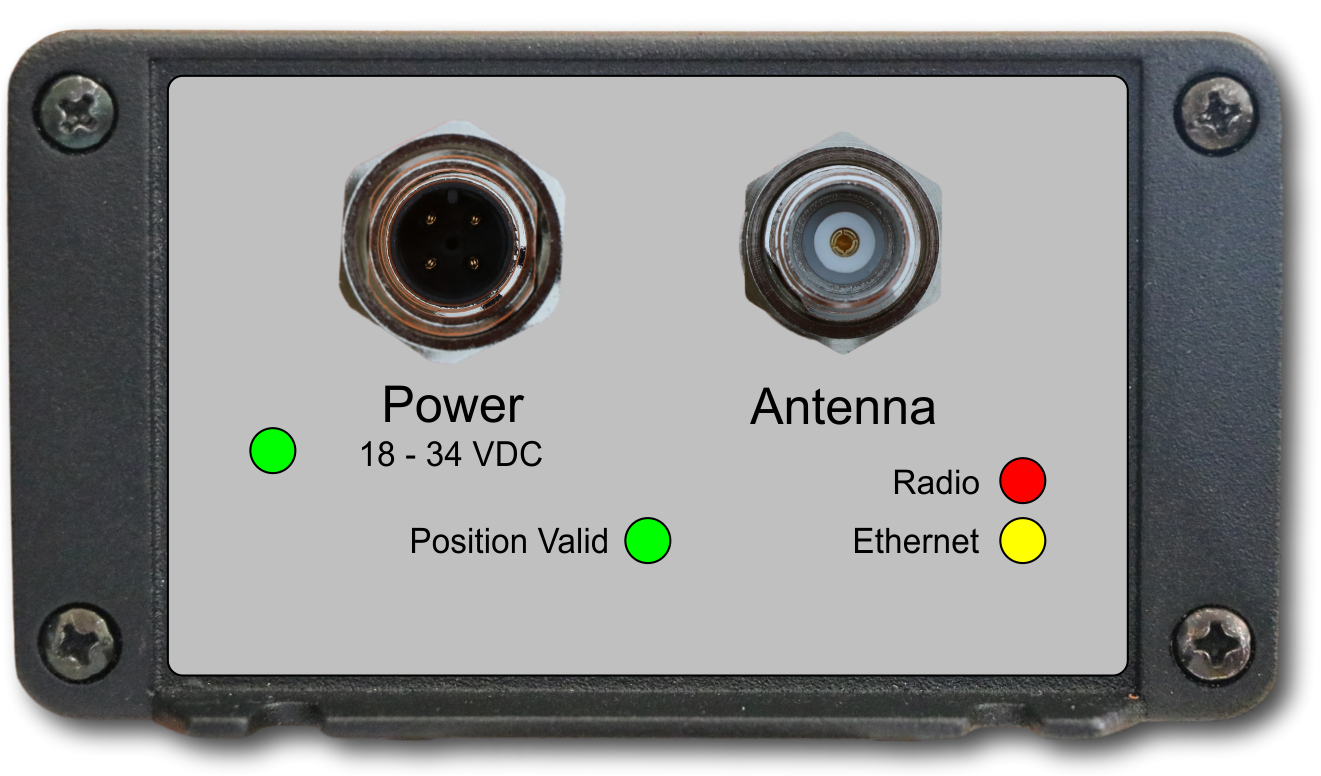 Power
18 - 34 VDC
Antenna
Radio
Position Valid
Ethernet